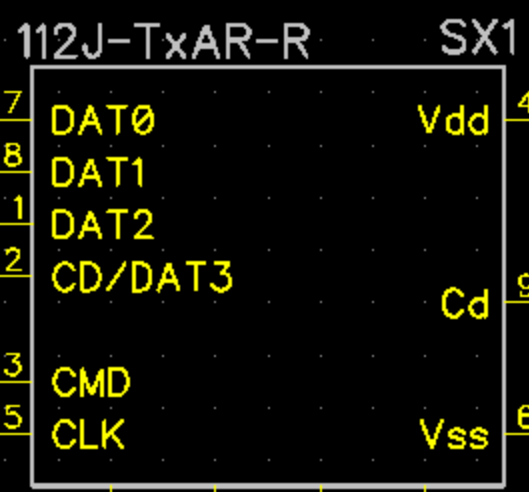 112J-TxAR-R SX1
7 DAT0 Vdd 4
8 DAT1
1 DAT2
2 CD/DAT3
Cd 9
3 CMD
5 CLK Vss 6